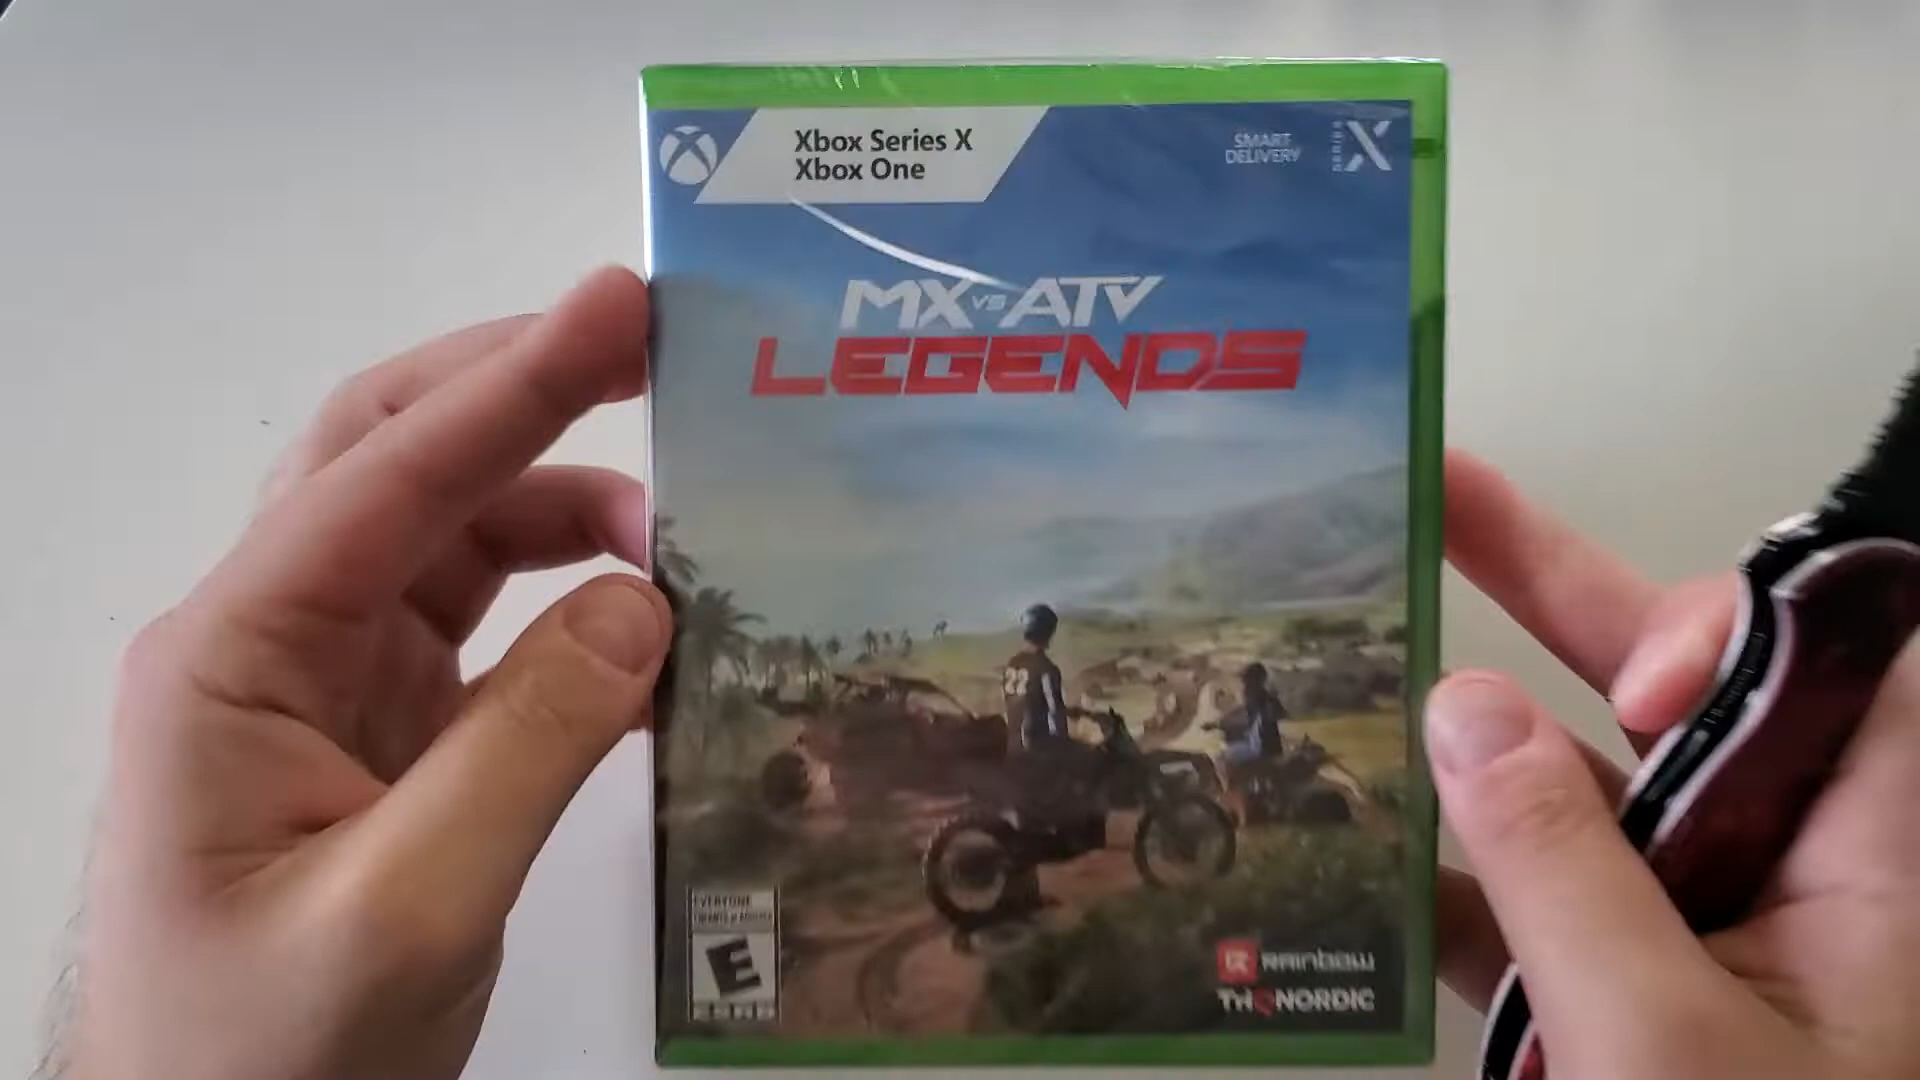 Xbox Series X
Xbox One
SMART
DELIVERY
SERIES
X
MX vs ATV
LEGENDS
22
EVERYONE
E
ESRB
RAINBOW
THQ NORDIC